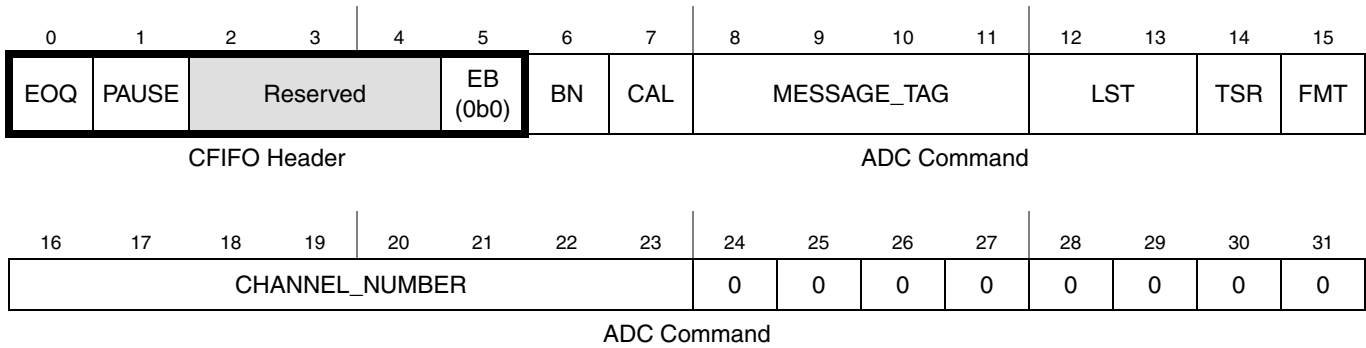 0 1 2 3 4 5 6 7 8 9 10 11 12 13 14 15
EOQ PAUSE Reserved EB (0b0) BN CAL MESSAGE_TAG LST TSR FMT
CFIFO Header ADC Command
16 17 18 19 20 21 22 23 24 25 26 27 28 29 30 31
CHANNEL_NUMBER 0 0 0 0 0 0 0 0
ADC Command